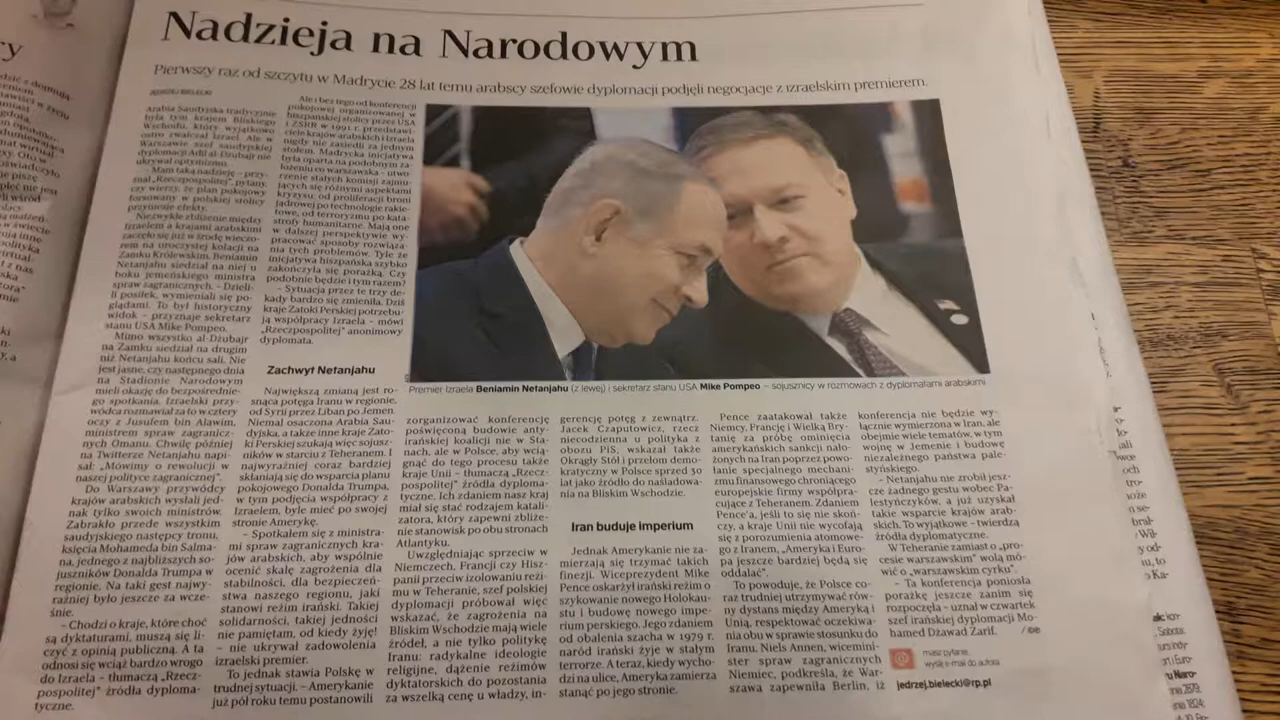 Nadzieja na Narodowym
Pierwszy raz od szczytu w Madrycie 28 lat temu arabscy szefowie dyplomacji podjęli negocjacje z izraelskim premierem.
JĘDRZEJ BIELECKI
Arabia Saudyjska tradycyjnie
była tym krajem Bliskiego
Wschodu, który wyjątkowo
ostro zwalczał Izrael. Ale w
Warszawie szef saudyjskiej
dyplomacji Adil al-Dżubajr nie
ukrywał optymizmu.
– Mam taką nadzieję – przy-
znał „Rzeczpospolitej", pytany,
czy wierzy, że plan pokojowy
forsowany w polskiej stolicy
przyniesie efekty.
Niezwykłe zbliżenie między
Izraelem a krajami arabskimi
zaczęło się już w środę wieczo-
rem na uroczystej kolacji na
Zamku Królewskim. Beniamin
Netanjahu siedział na niej u
boku jemeńskiego ministra
spraw zagranicznych. – Dzieli-
li posiłek, wymieniali się po-
glądami. To był historyczny
widok – przyznaje sekretarz
stanu USA Mike Pompeo.
Mimo wszystko al-Dżubajr
na Zamku siedział na drugim
niż Netanjahu końcu sali. Nie
jest jasne, czy następnego dnia
na Stadionie Narodowym
mieli okazję do bezpośrednie-
go spotkania. Izraelski przy-
wódca rozmawiał za to w cztery
oczy z Jusufem bin Alawim,
ministrem spraw zagranicz-
nych Omanu. Chwilę później
na Twitterze Netanjahu napi-
sał: „Mówimy o rewolucji w
naszej polityce zagranicznej".
Do Warszawy przywódcy
krajów arabskich wysłali jed-
nak tylko swoich ministrów.
Zabrakło przede wszystkim
saudyjskiego następcy tronu,
księcia Mohameda bin Salma-
na, jednego z najbliższych so-
juszników Donalda Trumpa w
regionie. Na taki gest najwy-
raźniej było jeszcze za wcze-
śnie.
– Chodzi o kraje, które choć
są dyktaturami, muszą się li-
czyć z opinią publiczną. A ta
odnosi się wciąż bardzo wrogo
do Izraela – tłumaczą „Rzecz-
pospolitej" źródła dyploma-
tyczne.
Ale i bez tego od konferencji
pokojowej organizowanej w
hiszpańskiej stolicy przez USA
i ZSRR w 1991 r. przedstawi-
ciele krajów arabskich i Izraela
nigdy nie zasiedli za jednym
stołem. Madrycka inicjatywa
była oparta na podobnym za-
łożeniu co warszawska – utwo-
rzenie stałych komisji zajmu-
jących się różnymi aspektami
kryzysu: od proliferacji broni
jądrowej po technologie rakie-
towe, od terroryzmu po kata-
strofy humanitarne. Mają one
w dalszej perspektywie wy-
pracować sposoby rozwiąza-
nia tych problemów. Tyle że
inicjatywa hiszpańska szybko
zakończyła się porażką. Czy
podobnie będzie i tym razem?
– Sytuacja przez te trzy de-
kady bardzo się zmieniła. Dziś
kraje Zatoki Perskiej potrzebu-
ją współpracy Izraela – mówi
„Rzeczpospolitej" anonimowy
dyplomata.
Zachwyt Netanjahu
Największą zmianą jest ro-
snąca potęga Iranu w regionie,
od Syrii przez Liban po Jemen.
Niemal osaczona Arabia Sau-
dyjska, a także inne kraje Zato-
ki Perskiej szukają więc sojusz-
ników w starciu z Teheranem. I
najwyraźniej coraz bardziej
skłaniają się do wsparcia planu
pokojowego Donalda Trumpa,
w tym podjęcia współpracy z
Izraelem, byle mieć po swojej
stronie Amerykę.
– Spotkałem się z ministra-
mi spraw zagranicznych kra-
jów arabskich, aby wspólnie
ocenić skalę zagrożenia dla
stabilności, dla bezpieczeń-
stwa naszego regionu, jaki
stanowi reżim irański. Takiej
solidarności, takiej jedności
nie pamiętam, od kiedy żyję!
– nie ukrywał zadowolenia
izraelski premier.
To jednak stawia Polskę w
trudnej sytuacji. – Amerykanie
już pół roku temu postanowili
Premier Izraela Beniamin Netanjahu (z lewej) i sekretarz stanu USA Mike Pompeo – sojusznicy w rozmowach z dyplomatami arabskimi
zorganizować konferencję
poświęconą budowie anty-
irańskiej koalicji nie w Sta-
nach, ale w Polsce, aby wcią-
gnąć do tego procesu także
kraje Unii – tłumaczą „Rzecz-
pospolitej" źródła dyploma-
tyczne. Ich zdaniem nasz kraj
miał się stać rodzajem katali-
zatora, który zapewni zbliże-
nie stanowisk po obu stronach
Atlantyku.
Uwzględniając sprzeciw w
Niemczech, Francji czy Hisz-
panii przeciw izolowaniu reżi-
mu w Teheranie, szef polskiej
dyplomacji próbował więc
wskazać, że zagrożenia na
Bliskim Wschodzie mają wiele
źródeł, a nie tylko politykę
Iranu: radykalne ideologie
religijne, dążenie reżimów
dyktatorskich do pozostania
za wszelką cenę u władzy, in-
gerencję potęg z zewnątrz.
Jacek Czaputowicz, rzecz
niecodzienna u polityka z
obozu PiS, wskazał także
Okrągły Stół i przełom demo-
kratyczny w Polsce sprzed 30
lat jako źródło do naśladowa-
nia na Bliskim Wschodzie.
Iran buduje imperium
Jednak Amerykanie nie za-
mierzają się trzymać takich
finezji. Wiceprezydent Mike
Pence oskarżył irański reżim o
szykowanie nowego Holokau-
stu i budowę nowego impe-
rium perskiego. Jego zdaniem
od obalenia szacha w 1979 r.
naród irański żyje w stałym
terrorze. A teraz, kiedy wycho-
dzi na ulice, Ameryka zamierza
stanąć po jego stronie.
Pence zaatakował także
Niemcy, Francję i Wielką Bry-
tanię za próbę ominięcia
amerykańskich sankcji nało-
żonych na Iran poprzez powo-
łanie specjalnego mechani-
zmu finansowego chroniącego
europejskie firmy współpra-
cujące z Teheranem. Zdaniem
Pence'a, jeśli to się nie skoń-
czy, a kraje Unii nie wycofają
się z porozumienia atomowe-
go z Iranem, „Ameryka i Euro-
pa jeszcze bardziej będą się
oddalać".
To powoduje, że Polsce co-
raz trudniej utrzymywać rów-
ny dystans między Ameryką i
Unią, respektować oczekiwa-
nia obu w sprawie stosunku do
Iranu. Niels Annen, wicemini-
ster spraw zagranicznych
Niemiec, podkreśla, że War-
szawa zapewniła Berlin, iż
konferencja nie będzie wy-
łącznie wymierzona w Iran, ale
obejmie wiele tematów, w tym
wojnę w Jemenie i budowę
niezależnego państwa pale-
styńskiego.
– Netanjahu nie zrobił jesz-
cze żadnego gestu wobec Pa-
lestyńczyków, a już uzyskał
takie wsparcie krajów arab-
skich. To wyjątkowe – twierdzą
źródła dyplomatyczne.
W Teheranie zamiast o „pro-
cesie warszawskim" wolą mó-
wić o „warszawskim cyrku".
– Ta konferencja poniosła
porażkę jeszcze zanim się
rozpoczęła – uznał w czwartek
szef irańskiej dyplomacji Mo-
hamed Dżawad Zarif.
masz pytanie,
wyślij e-mail do autora
jedrzej.bielecki@rp.pl